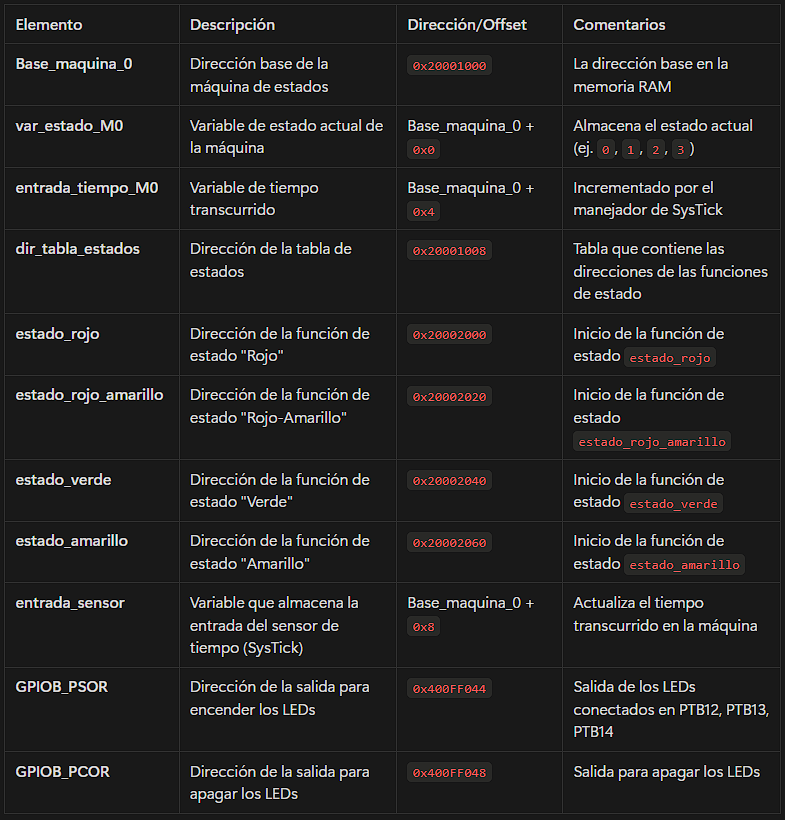 Elemento Descripción Dirección/Offset Comentarios
Base_maquina_0 Dirección base de la 0x20001000 La dirección base en la
máquina de estados memoria RAM
var_estado_M0 Variable de estado actual de Base_maquina_0 + Almacena el estado actual
la máquina 0x0 (ej. 0, 1, 2, 3)
entrada_tiempo_M0 Variable de tiempo Base_maquina_0 + Incrementado por el
transcurrido 0x4 manejador de SysTick
dir_tabla_estados Dirección de la tabla de 0x20001008 Tabla que contiene las
estados direcciones de las funciones
de estado
estado_rojo Dirección de la función de 0x20002000 Inicio de la función de
estado "Rojo" estado estado_rojo
estado_rojo_amarillo Dirección de la función de 0x20002020 Inicio de la función de
estado "Rojo-Amarillo" estado
estado_rojo_amarillo
estado_verde Dirección de la función de 0x20002040 Inicio de la función de
estado "Verde" estado estado_verde
estado_amarillo Dirección de la función de 0x20002060 Inicio de la función de
estado "Amarillo" estado estado_amarillo
entrada_sensor Variable que almacena la Base_maquina_0 + Actualiza el tiempo
entrada del sensor de 0x8 transcurrido en la máquina
tiempo (SysTick)
GPIOB_PSOR Dirección de la salida para 0x400FF044 Salida de los LEDs
encender los LEDs conectados en PTB12, PTB13,
PTB14
GPIOB_PCOR Dirección de la salida para 0x400FF048 Salida para apagar los LEDs
apagar los LEDs